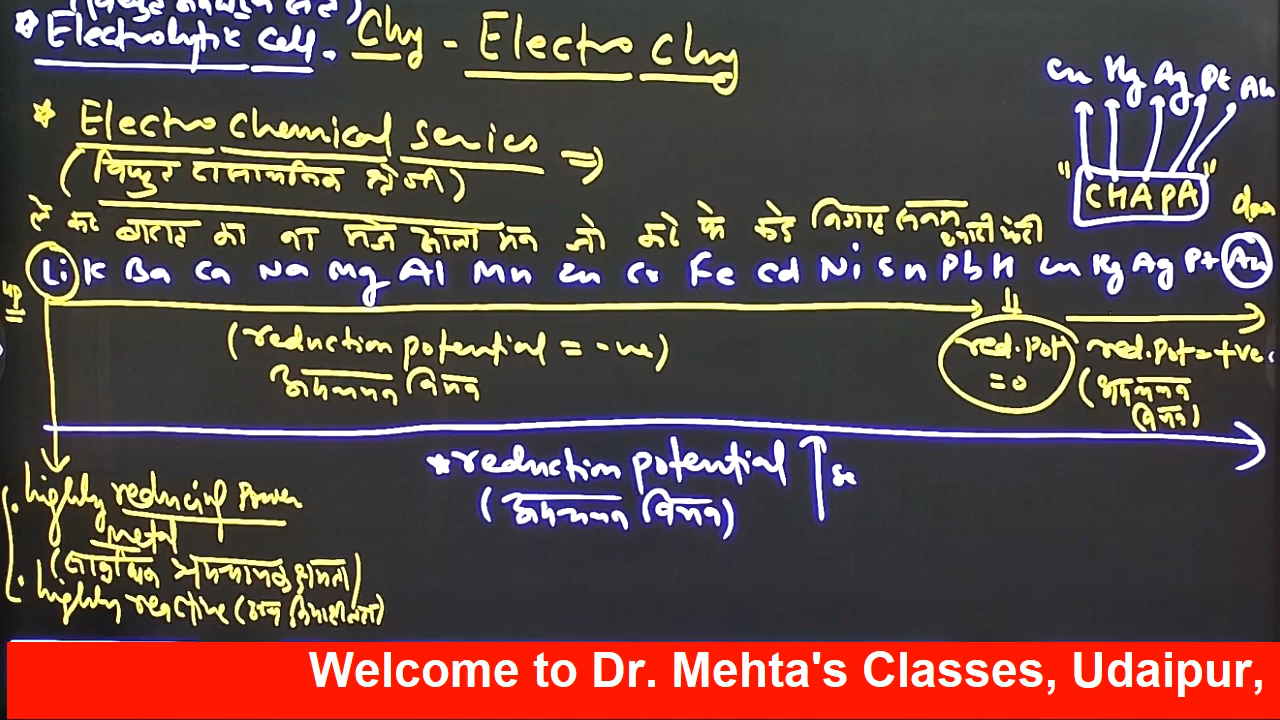 * Electrolytic Cell. Chy - Electro Chy
Cu Hg Ag Pt Au
* Electro chemical series ⇒
"CHAPA"
(विद्युत रासायनिक श्रेणी)
down
Li K Ba Ca Na Mg Al Mn Zn Cr Fe Cd Ni Sn Pb H Cu Hg Ag Pt Au
up
(reduction potential = -ve)
अपचयन विभव
red.pot = 0
red.pot = +ve
(अपचयन विभव)
* reduction potential ↑se
(अपचयन विभव)
. highly reducing Power metal
. highly reactive
Welcome to Dr. Mehta's Classes, Udaipur,